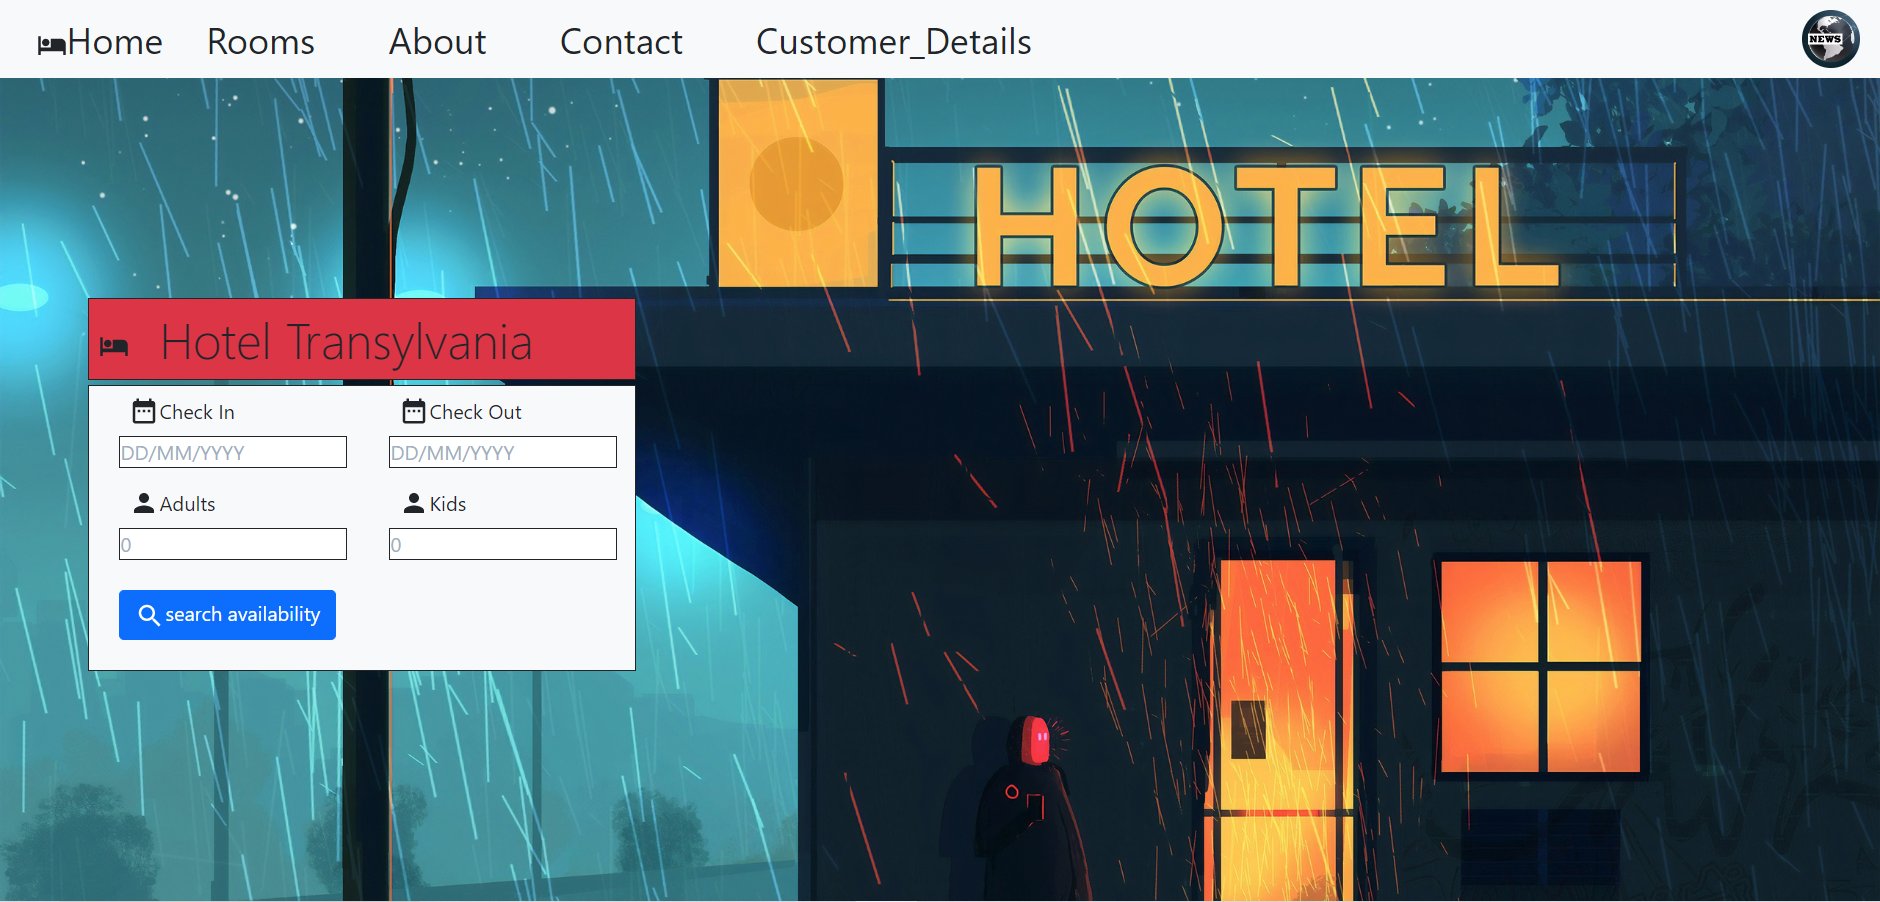 Home Rooms About Contact Customer_Details
NEWS
HOTEL
Hotel Transylvania
Check In Check Out
DD/MM/YYYY DD/MM/YYYY
Adults Kids
0 0
search availability